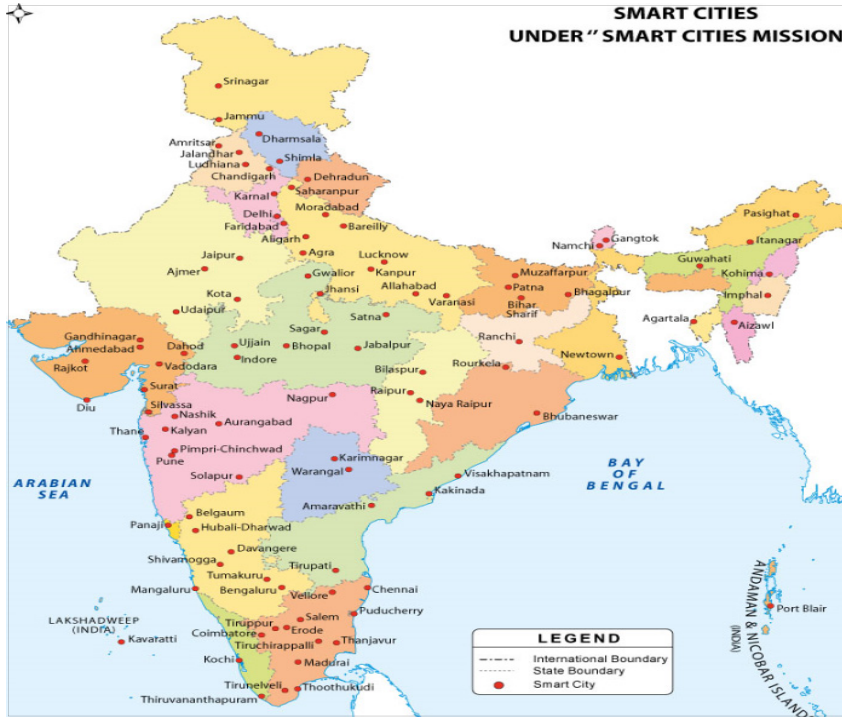 SMART CITIES
UNDER " SMART CITIES MISSION
Srinagar
Jammu
Dharmsala
Amritsar
Jalandhar
Shimla
Ludhiana
Chandigarh
Dehradun
Saharanpur
Karnal
Moradabad
Delhi
Bareilly
Faridabad
Aligarh
Pasighat
Itanagar
Gangtok
Namchi
Jaipur
Agra
Lucknow
Guwahati
Ajmer
Gwalior
Kanpur
Muzaffarpur
Kohima
Kota
Jhansi
Allahabad
Patna
Bhagalpur
Imphal
Varanasi
Bihar
Sharif
Udaipur
Satna
Agartala
Aizawl
Sagar
Ranchi
Gandhinagar
Ahmedabad
Dahod
Ujjain
Bhopal
Jabalpur
Newtown
Rajkot
Vadodara
Indore
Rourkela
Bilaspur
Surat
Raipur
Nagpur
Naya Raipur
Diu
Silvassa
Nashik
Aurangabad
Bhubaneswar
Thane
Kalyan
Pimpri-Chinchwad
Pune
Karimnagar
Warangal
Solapur
Visakhapatnam
Kakinada
ARABIAN
SEA
BAY
OF
BENGAL
Amaravathi
Belgaum
Panaji
Hubali-Dharwad
Davangere
Shivamogga
Tirupati
Tumakuru
Mangaluru
Bengaluru
Vellore
Chennai
Puducherry
LAKSHADWEEP
(INDIA)
Kavaratti
Tiruppur
Salem
Coimbatore
Erode
Tiruchirappalli
Thanjavur
Kochi
Madurai
Tirunelveli
Thoothukudi
Thiruvananthapuram
ANDAMAN & NICOBAR ISLAND
(INDIA)
Port Blair
LEGEND
International Boundary
State Boundary
Smart City